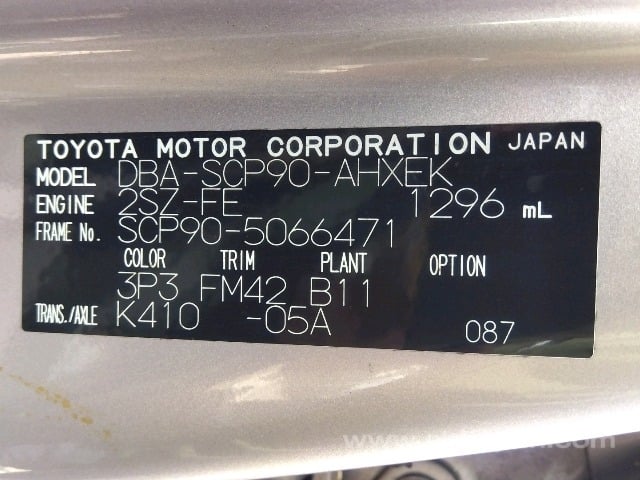 TOYOTA MOTOR CORPORATION JAPAN
MODEL DBA-SCP90-AHXEK
ENGINE 2SZ-FE 1296 mL
FRAME No. SCP90-5066471
COLOR TRIM PLANT OPTION
3P3 FM42 B11
TRANS./AXLE K410 -05A 087